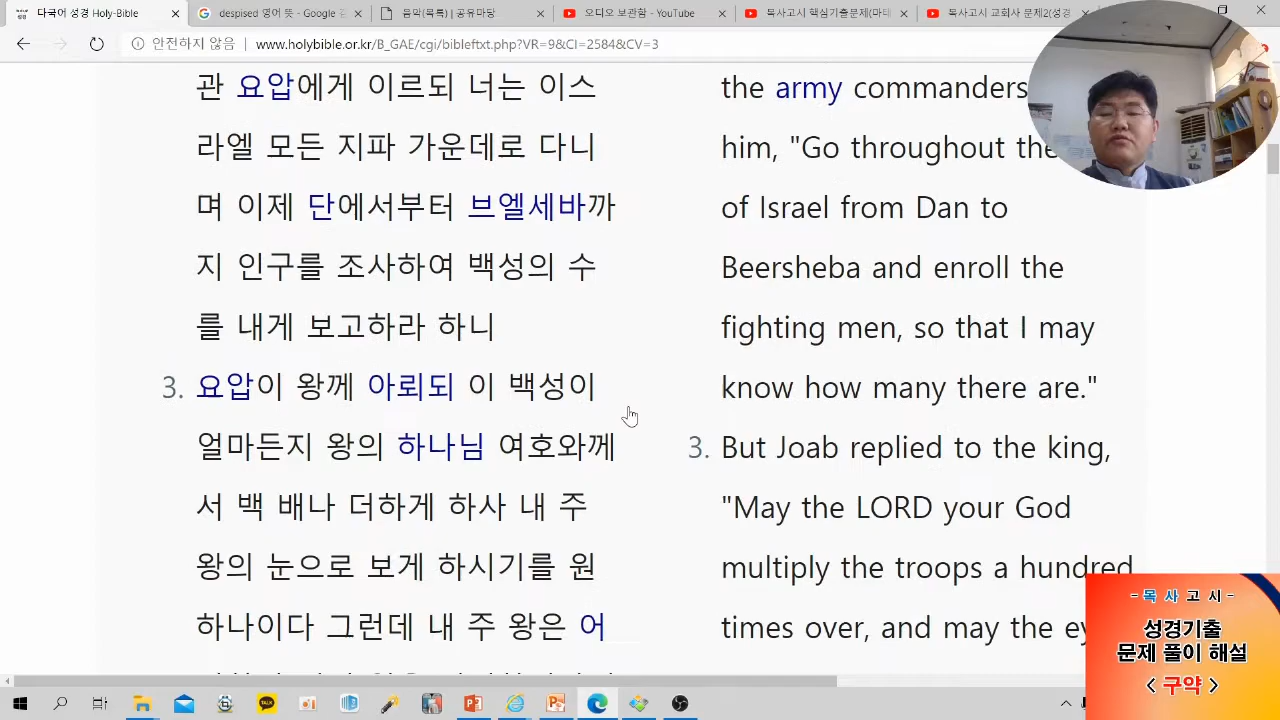 다국어 성경 Holy-Bible
despised 영어 뜻 - Google
음악(목록) | 공유마당
오디오 보관함 - YouTube
목사고시 핵심기출문제(마태
목사고시 교회사 문제2(성경
안전하지 않음
www.holybible.or.kr/B_GAE/cgi/bibleftxt.php?VR=9&CI=2584&CV=3
관 요압에게 이르되 너는 이스
라엘 모든 지파 가운데로 다니
며 이제 단에서부터 브엘세바까
지 인구를 조사하여 백성의 수
를 내게 보고하라 하니
3. 요압이 왕께 아뢰되 이 백성이
얼마든지 왕의 하나님 여호와께
서 백 배나 더하게 하사 내 주
왕의 눈으로 보게 하시기를 원
하나이다 그런데 내 주 왕은 어
the army commanders
him, "Go throughout the
of Israel from Dan to
Beersheba and enroll the
fighting men, so that I may
know how many there are."
3. But Joab replied to the king,
"May the LORD your God
multiply the troops a hundred
times over, and may the
- 목 사 고 시 -
성경기출
문제 풀이 해설
< 구약 >